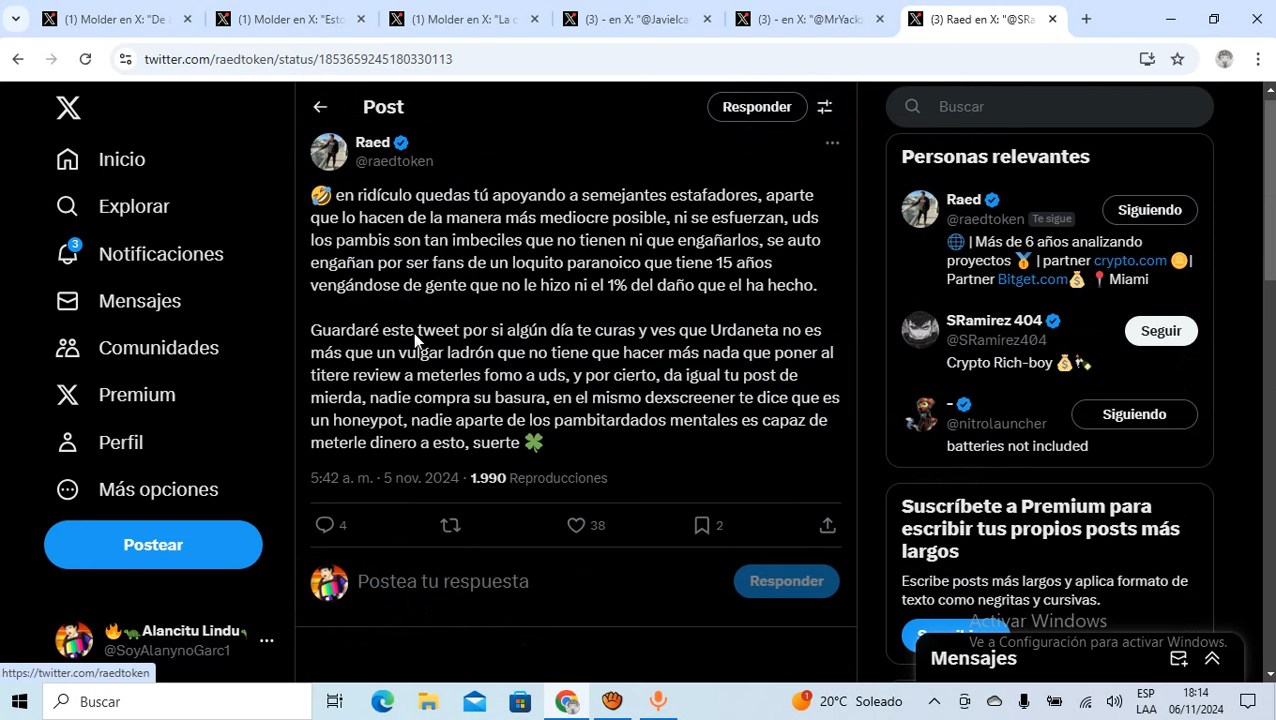 (1) Molder en X: "De a
(1) Molder en X: "Esto
(1) Molder en X: "La c
(3) - en X: "@Javielca
(3) - en X: "@MrYack
(3) Raed en X: "@SRa
twitter.com/raedtoken/status/1853659245180330113
Inicio
Explorar
3
Notificaciones
Mensajes
Comunidades
Premium
Perfil
Más opciones
Postear
🔥🦖Alancitu Lindu
@SoyAlanynoGarc1
https://twitter.com/raedtoken
Post
Responder
Raed
@raedtoken
🤣 en ridículo quedas tú apoyando a semejantes estafadores, aparte
que lo hacen de la manera más mediocre posible, ni se esfuerzan, uds
los pambis son tan imbeciles que no tienen ni que engañarlos, se auto
engañan por ser fans de un loquito paranoico que tiene 15 años
vengándose de gente que no le hizo ni el 1% del daño que el ha hecho.
Guardaré este tweet por si algún día te curas y ves que Urdaneta no es
más que un vulgar ladrón que no tiene que hacer más nada que poner al
titere review a meterles fomo a uds, y por cierto, da igual tu post de
mierda, nadie compra su basura, en el mismo dexscreener te dice que es
un honeypot, nadie aparte de los pambitardados mentales es capaz de
meterle dinero a esto, suerte 🍀
5:42 a. m. · 5 nov. 2024 · 1.990 Reproducciones
4
38
2
Postea tu respuesta
Responder
Buscar
Personas relevantes
Raed
@raedtoken Te sigue
Siguiendo
🌐 | Más de 6 años analizando
proyectos 🥇 | partner crypto.com 🪙|
Partner Bitget.com💰 📍Miami
SRamirez 404
@SRamirez404
Seguir
Crypto Rich-boy 💰🍾
-
@nitrolauncher
Siguiendo
batteries not included
Suscríbete a Premium para
escribir tus propios posts más
largos
Escribe posts más largos y aplica formato de
texto como negritas y cursivas.
Activar Windows
Ve a Configuración para activar Windows.
Mensajes
Buscar
1
20°C Soleado
ESP
LAA
18:14
06/11/2024